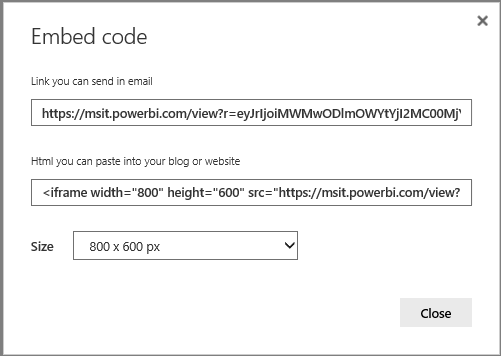 Embed code
Link you can send in email
https://msit.powerbi.com/view?r=eyJrIjoiMWMwODlmOWYtYjI2MC00Mj
Html you can paste into your blog or website
<iframe width="800" height="600" src="https://msit.powerbi.com/view?
Size
800 x 600 px
Close